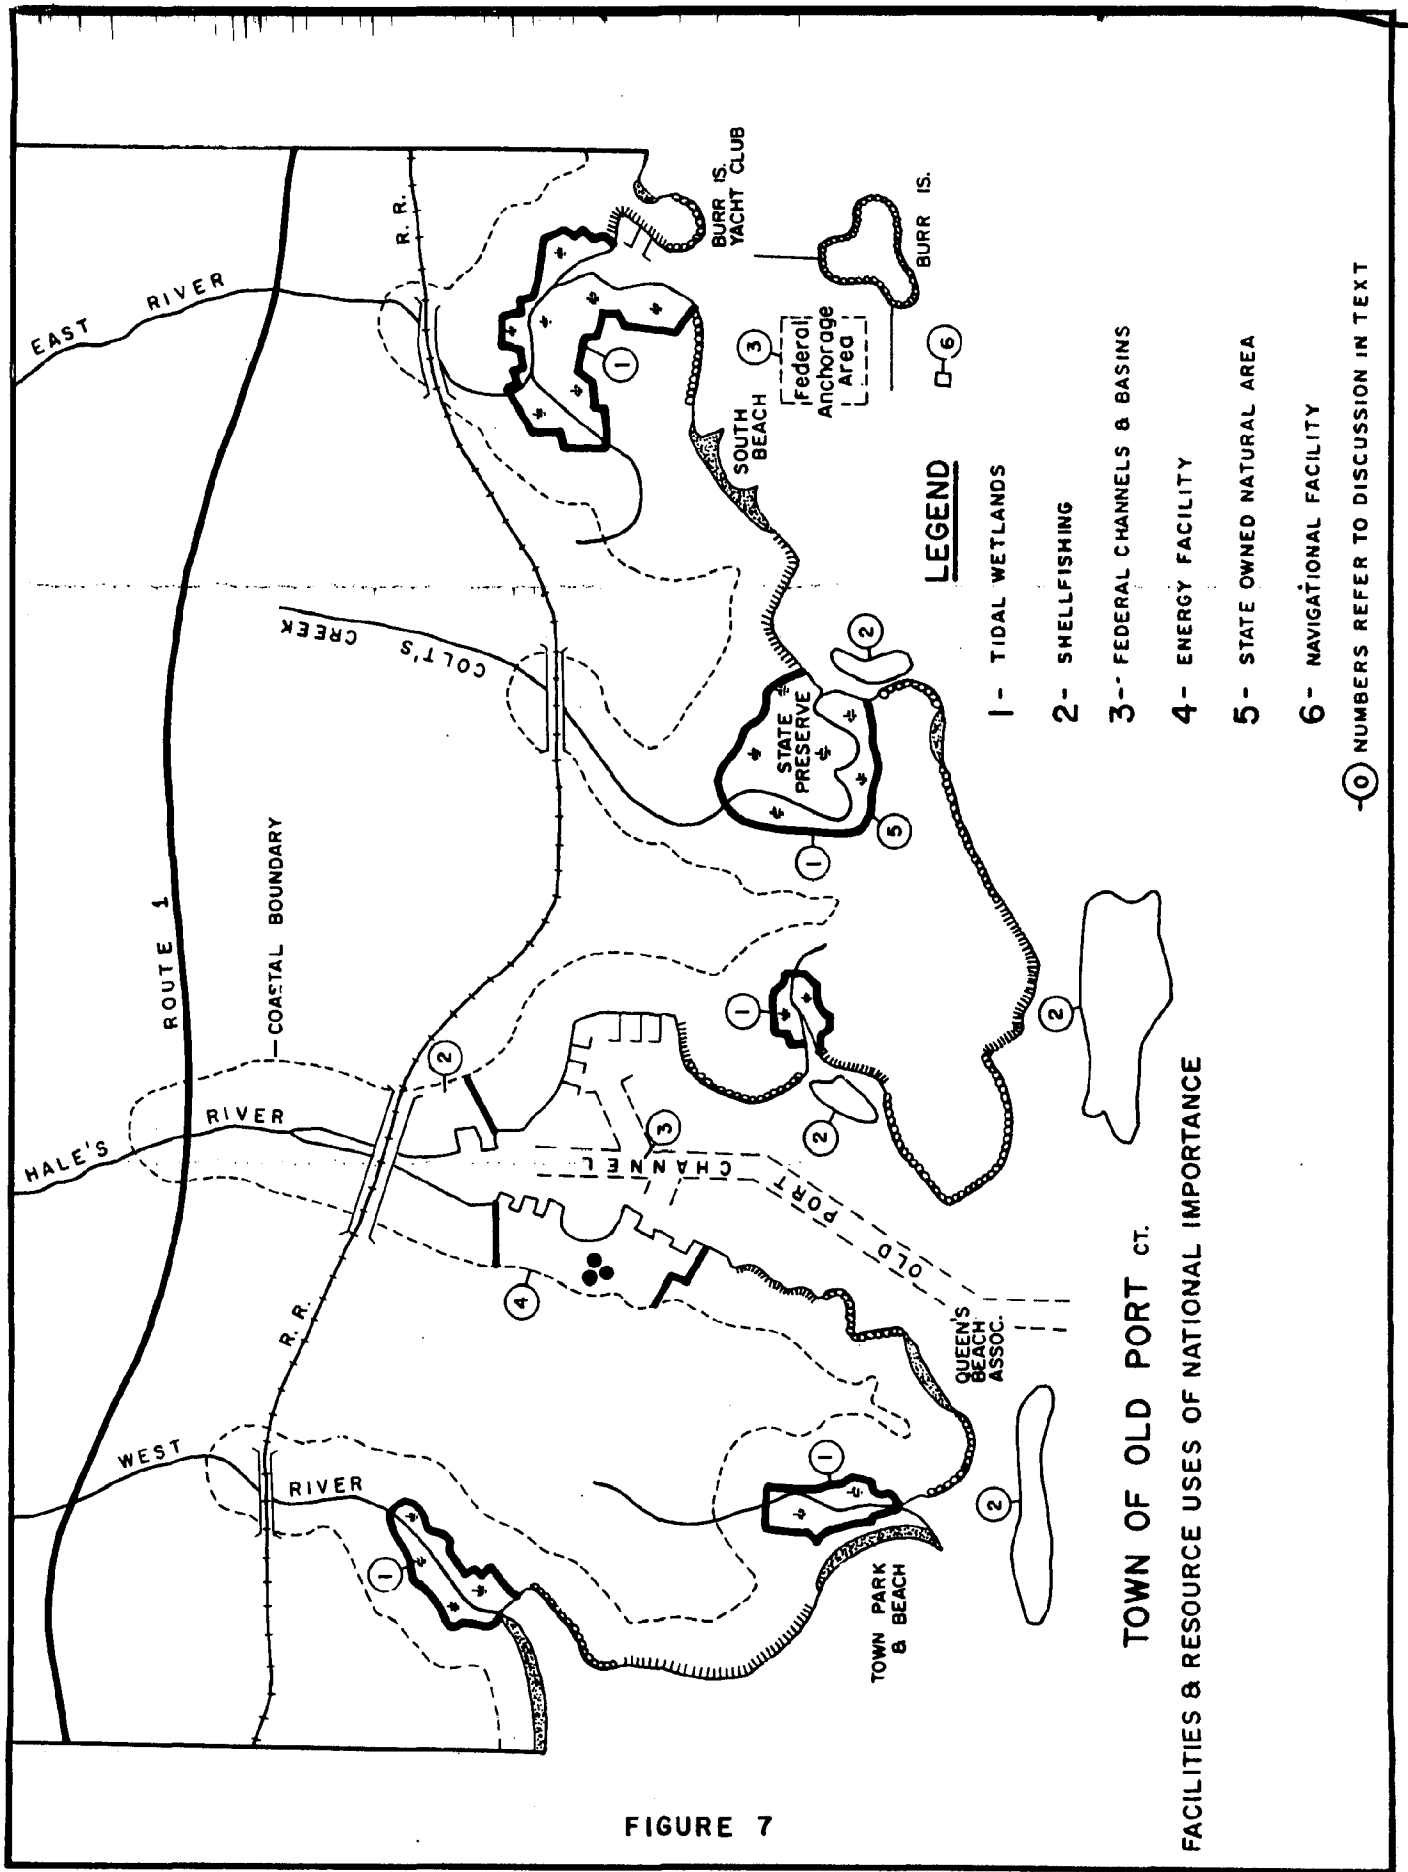 WEST
RIVER
HALE'S
RIVER
COASTAL BOUNDARY
ROUTE 1
COLT'S
CREEK
EAST
RIVER
R. R.
R. R.
1
4
2
3
CHANNEL
PORT
OLD
1
2
1
STATE
PRESERVE
5
2
1
SOUTH
BEACH
3
Federal
Anchorage
Area
BURR IS.
YACHT CLUB
BURR IS.
6
TOWN PARK
& BEACH
1
QUEEN'S
BEACH
ASSOC.
2
2
LEGEND
1- TIDAL WETLANDS
2- SHELLFISHING
3-- FEDERAL CHANNELS & BASINS
4- ENERGY FACILITY
5- STATE OWNED NATURAL AREA
6- NAVIGATIONAL FACILITY
-0 NUMBERS REFER TO DISCUSSION IN TEXT
TOWN OF OLD PORT CT.
FACILITIES & RESOURCE USES OF NATIONAL IMPORTANCE
FIGURE 7